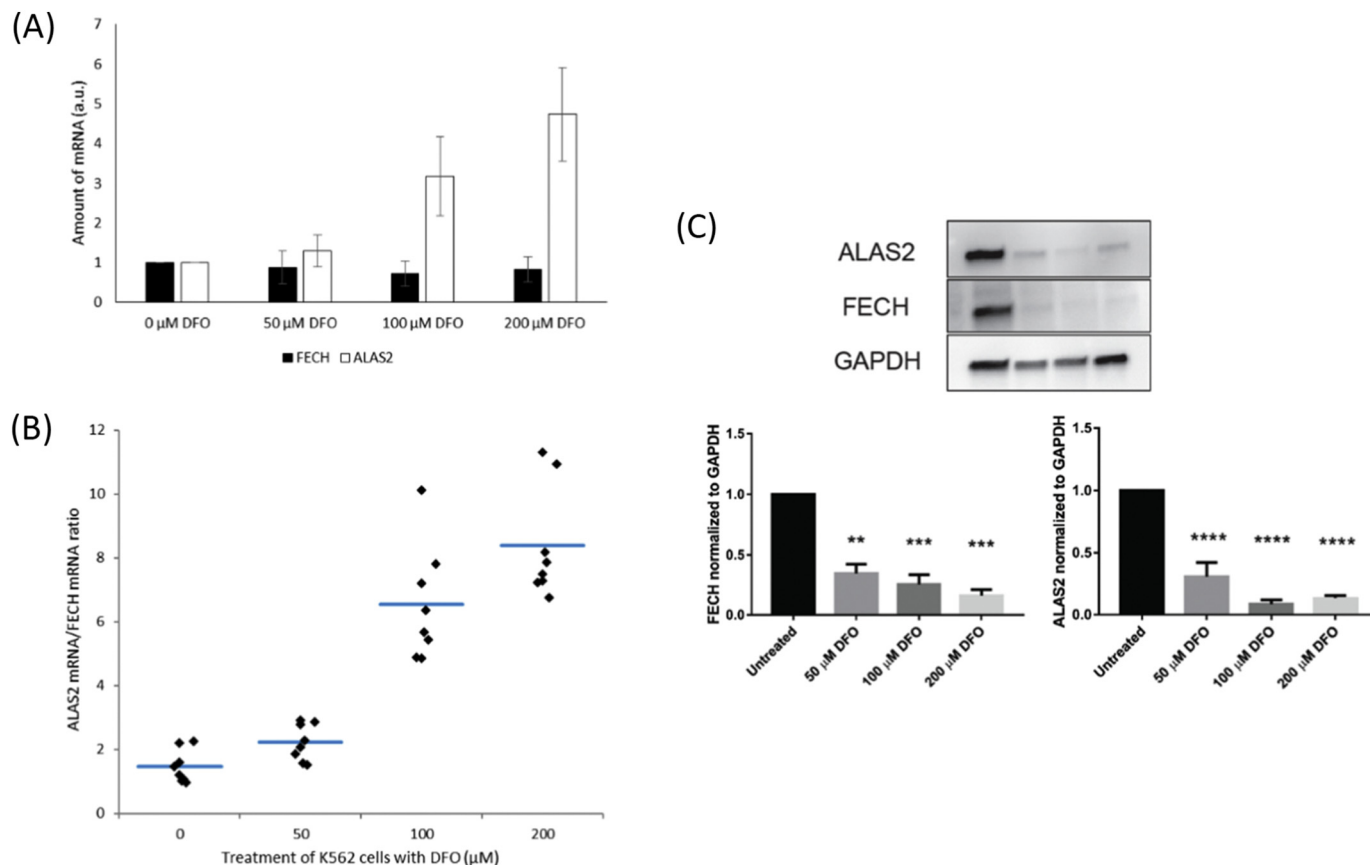 (A)
7
6
5
4
3
2
1
0
Amount of mRNA (a.u.)
0 µM DFO 50 µM DFO 100 µM DFO 200 µM DFO
FECH ALAS2
(B)
12
10
8
6
4
2
0
ALAS2 mRNA/FECH mRNA ratio
0 50 100 200
Treatment of K562 cells with DFO (µM)
(C)
ALAS2
FECH
GAPDH
FECH normalized to GAPDH
1.5
1.0
0.5
0.0
** *** ***
Untreated
50 µM DFO
100 µM DFO
200 µM DFO
ALAS2 normalized to GAPDH
1.5
1.0
0.5
0.0
**** **** ****
Untreated
50 µM DFO
100 µM DFO
200 µM DFO